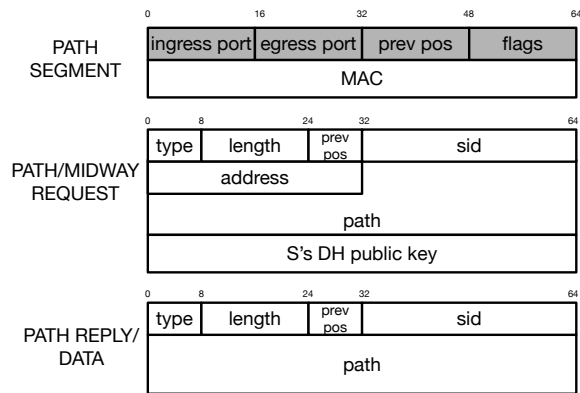 0 16 32 48 64
PATH SEGMENT
ingress port egress port prev pos flags
MAC
0 8 24 32 64
PATH/MIDWAY REQUEST
type length prev pos sid
address
path
S's DH public key
0 8 24 32 64
PATH REPLY/ DATA
type length prev pos sid
path